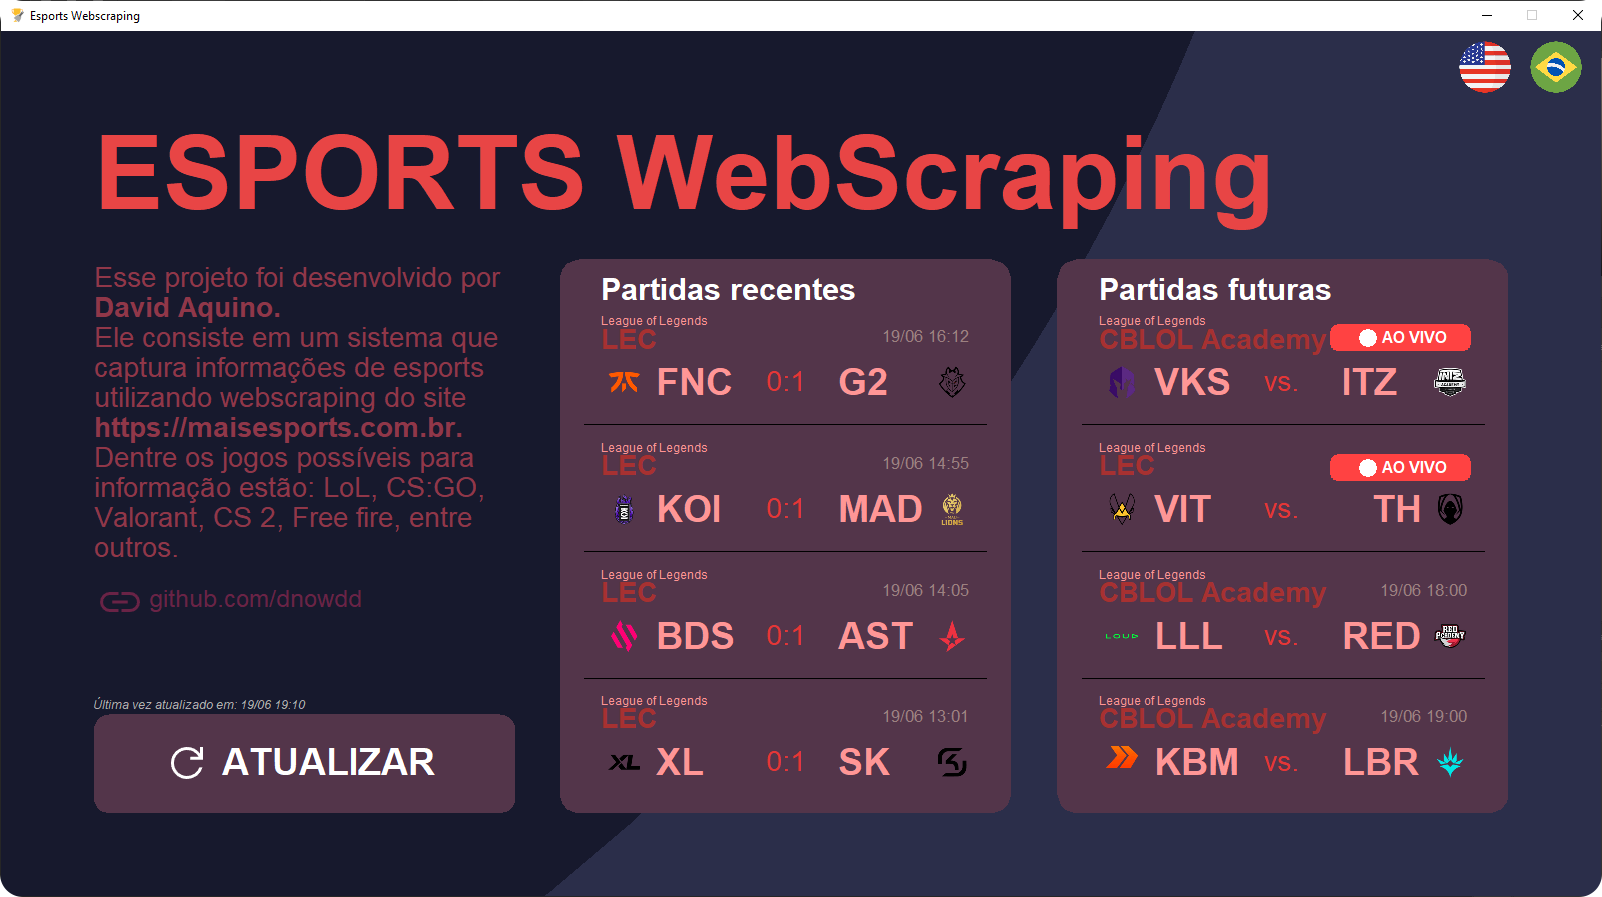 Esports Webscraping
ESPORTS WebScraping
Esse projeto foi desenvolvido por
David Aquino.
Ele consiste em um sistema que
captura informações de esports
utilizando webscraping do site
https://maisesports.com.br.
Dentre os jogos possíveis para
informação estão: LoL, CS:GO,
Valorant, CS 2, Free fire, entre
outros.
github.com/dnowdd
Última vez atualizado em: 19/06 19:10
ATUALIZAR
Partidas recentes
League of Legends
LEC 19/06 16:12
FNC 0:1 G2
League of Legends
LEC 19/06 14:55
KOI KOI 0:1 MAD LIONS
League of Legends
LEC 19/06 14:05
BDS 0:1 AST
League of Legends
LEC 19/06 13:01
XL XL 0:1 SK
Partidas futuras
League of Legends
CBLOL Academy AO VIVO
VKS vs. ITZ INTZ ACADEMY
League of Legends
LEC AO VIVO
VIT vs. TH
League of Legends
CBLOL Academy 19/06 18:00
LOUD LLL vs. RED RED ACADEMY
League of Legends
CBLOL Academy 19/06 19:00
KBM vs. LBR